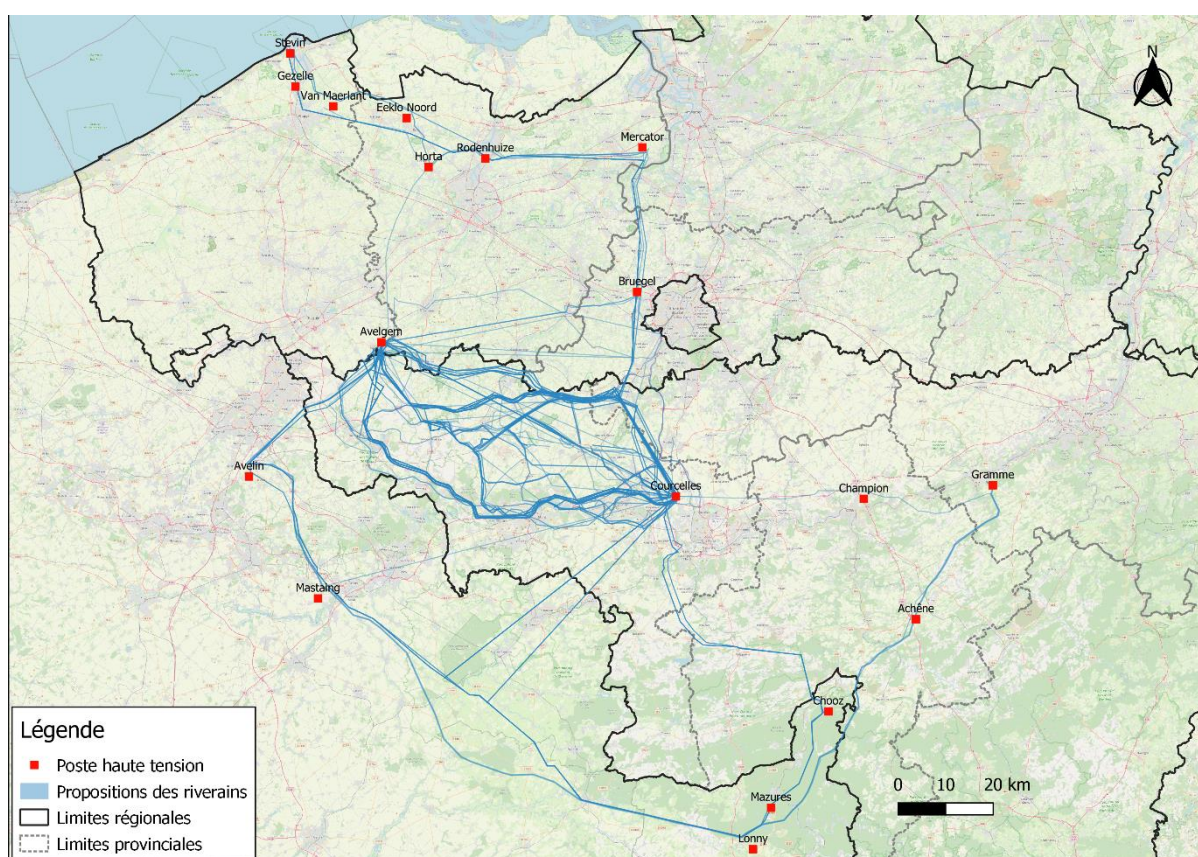 Stevin
N
Gezelle
Van Maerlant
Eeklo Noord
Mercator
Rodenhuize
Horta
Bruegel
Avelgem
Avelin
Courcelles
Champion
Gramme
Mastaing
Achêne
Chooz
Mazures
Lonny
Légende
Poste haute tension
Propositions des riverains
Limites régionales
Limites provinciales
0 10 20 km